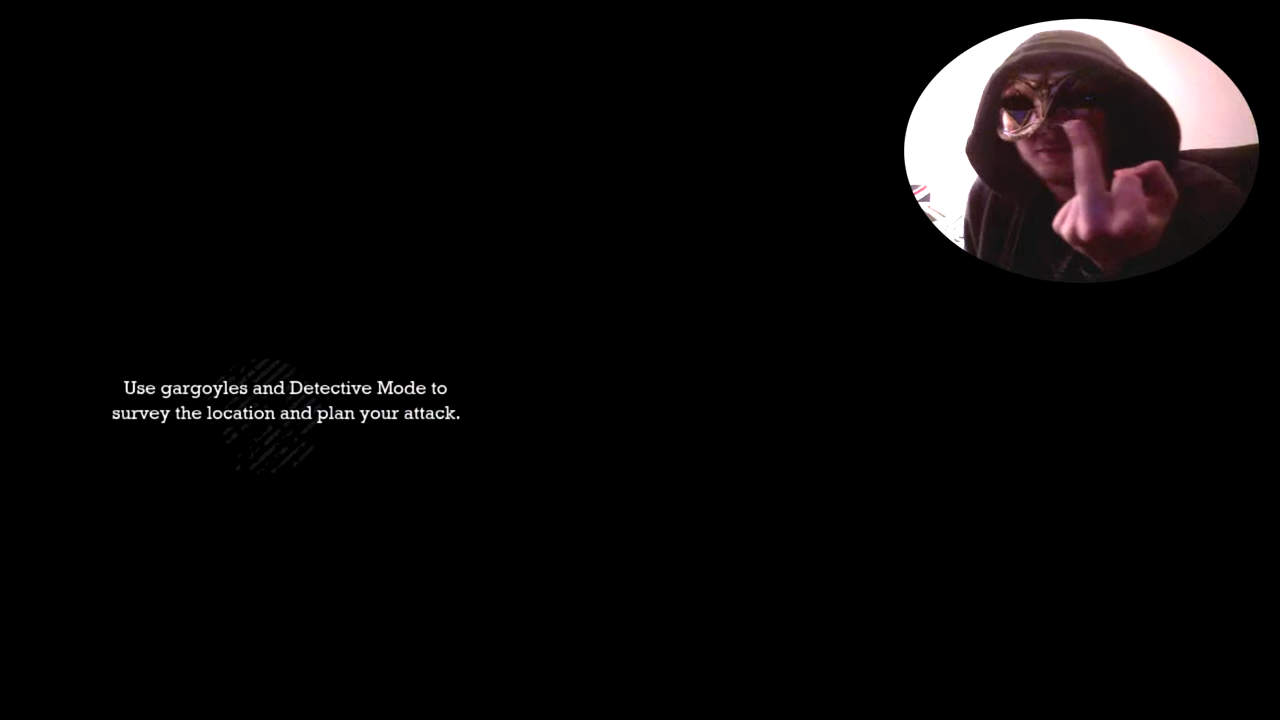 Use gargoyles and Detective Mode to
survey the location and plan your attack.